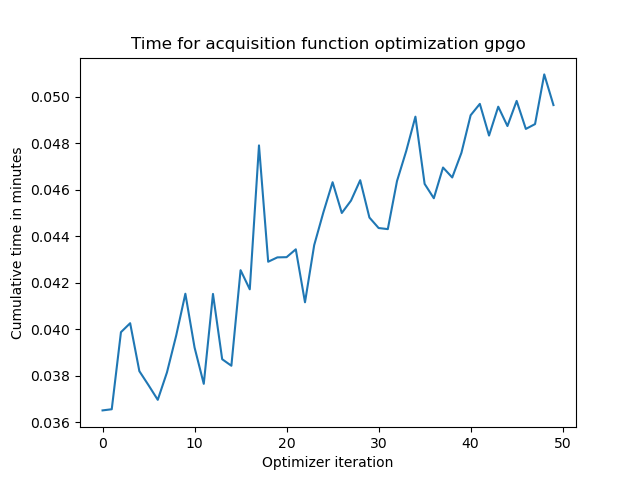 Time for acquisition function optimization gpgo
Cumulative time in minutes
0.050
0.048
0.046
0.044
0.042
0.040
0.038
0.036
0 10 20 30 40 50
Optimizer iteration